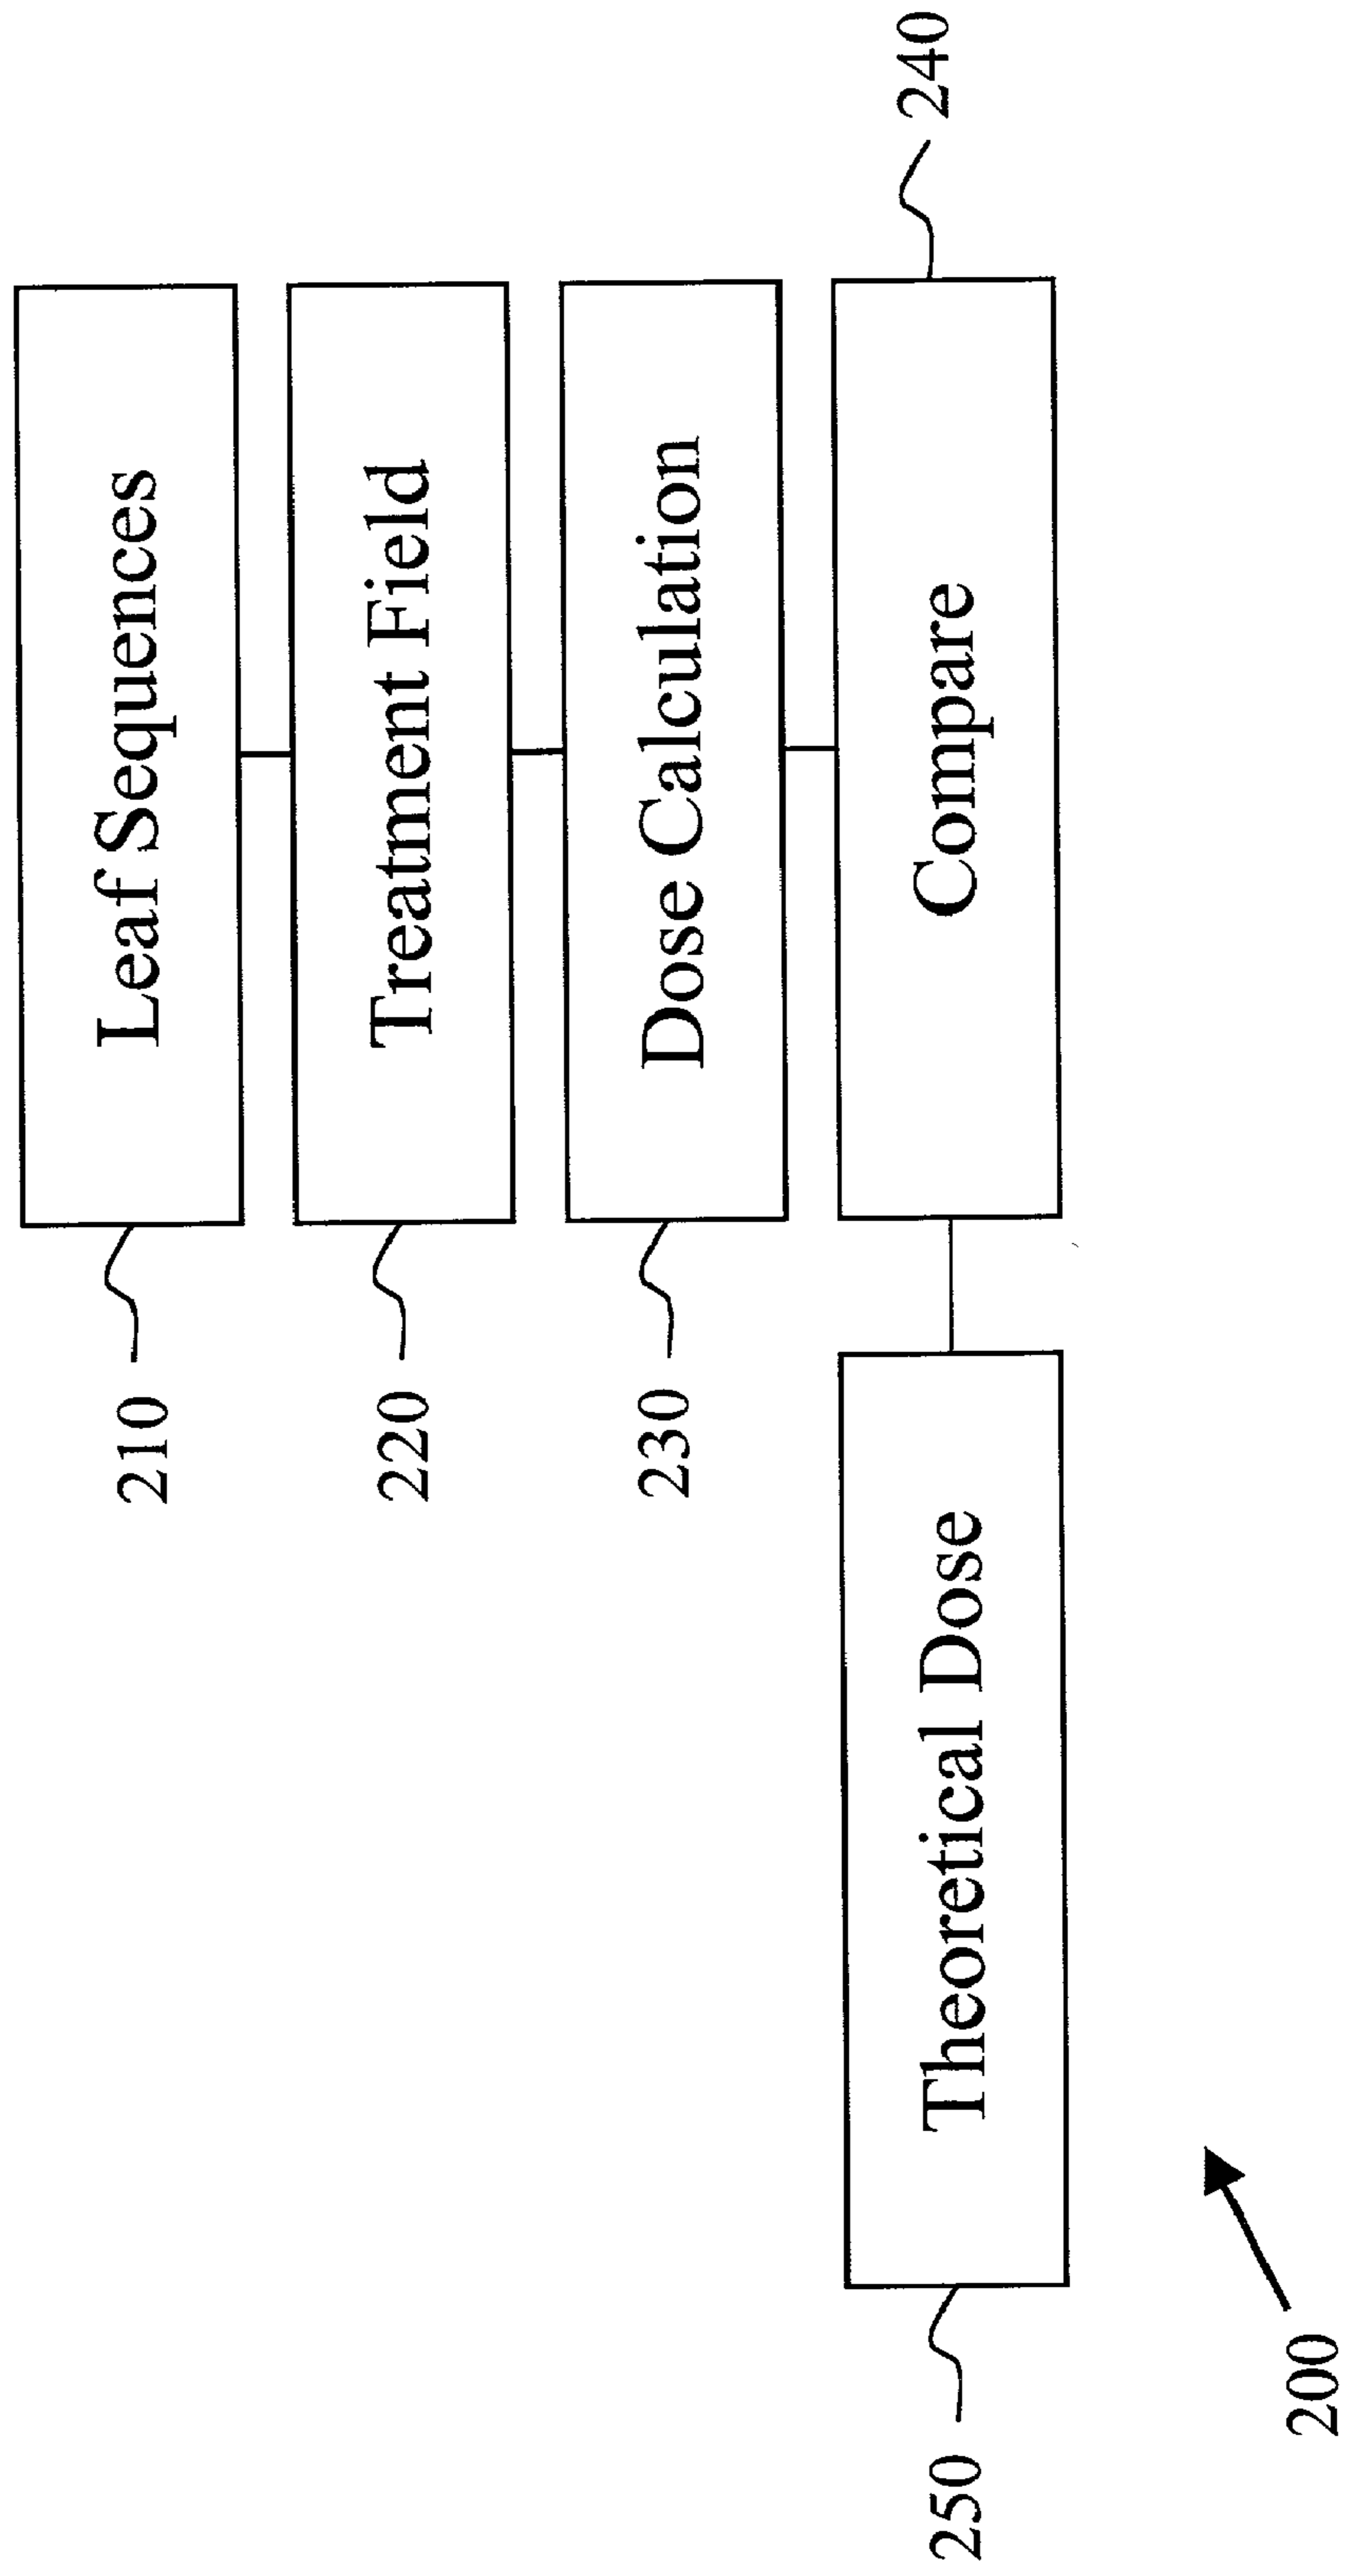 210
Leaf Sequences
220
Treatment Field
230
Dose Calculation
250
Theoretical Dose
Compare
240
200